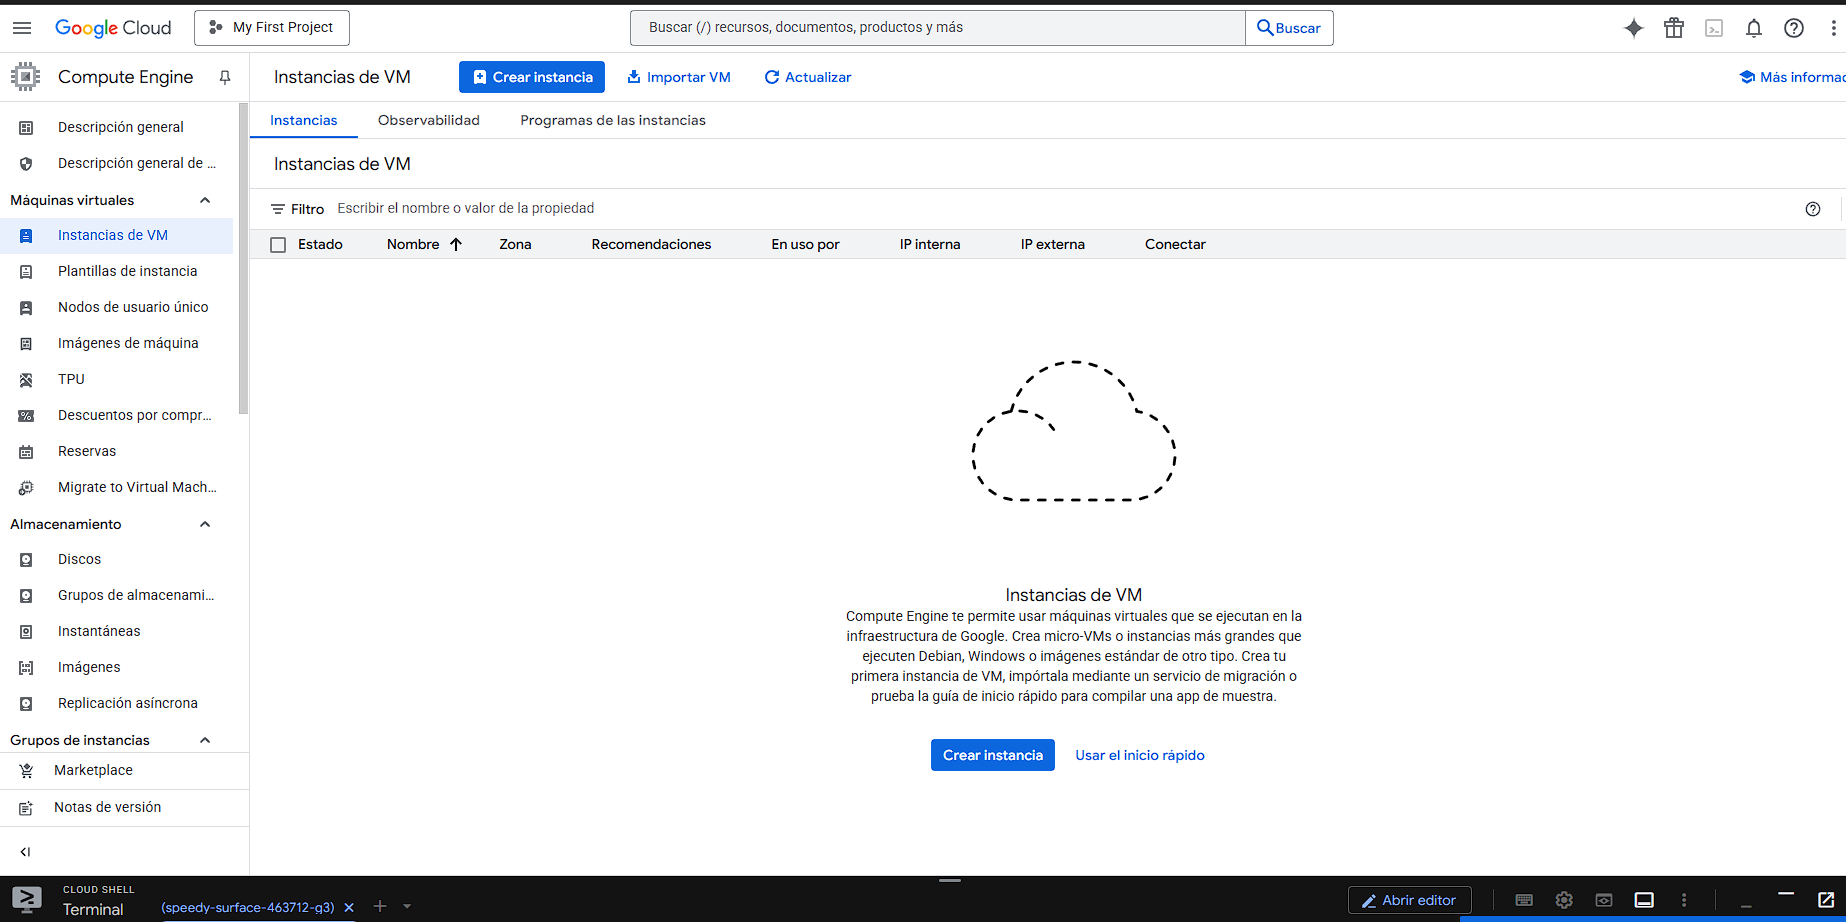 Google Cloud
My First Project
Buscar (/) recursos, documentos, productos y más
Buscar
Compute Engine
Instancias de VM
Crear instancia
Importar VM
Actualizar
Más informac
Descripción general
Descripción general de ...
Máquinas virtuales
Instancias de VM
Plantillas de instancia
Nodos de usuario único
Imágenes de máquina
TPU
Descuentos por compr...
Reservas
Migrate to Virtual Mach...
Almacenamiento
Discos
Grupos de almacenami...
Instantáneas
Imágenes
Replicación asíncrona
Grupos de instancias
Marketplace
Notas de versión
Instancias
Observabilidad
Programas de las instancias
Instancias de VM
Filtro
Escribir el nombre o valor de la propiedad
Estado
Nombre
Zona
Recomendaciones
En uso por
IP interna
IP externa
Conectar
Instancias de VM
Compute Engine te permite usar máquinas virtuales que se ejecutan en la
infraestructura de Google. Crea micro-VMs o instancias más grandes que
ejecuten Debian, Windows o imágenes estándar de otro tipo. Crea tu
primera instancia de VM, impórtala mediante un servicio de migración o
prueba la guía de inicio rápido para compilar una app de muestra.
Crear instancia
Usar el inicio rápido
CLOUD SHELL
Terminal
(speedy-surface-463712-g3)
Abrir editor